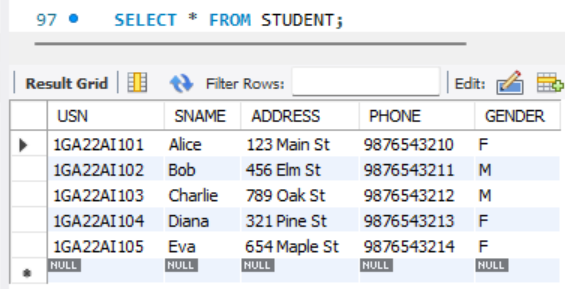 97 SELECT * FROM STUDENT;
Result Grid Filter Rows: Edit:
USN SNAME ADDRESS PHONE GENDER
1GA22AI101 Alice 123 Main St 9876543210 F
1GA22AI102 Bob 456 Elm St 9876543211 M
1GA22AI103 Charlie 789 Oak St 9876543212 M
1GA22AI104 Diana 321 Pine St 9876543213 F
1GA22AI105 Eva 654 Maple St 9876543214 F
NULL NULL NULL NULL NULL